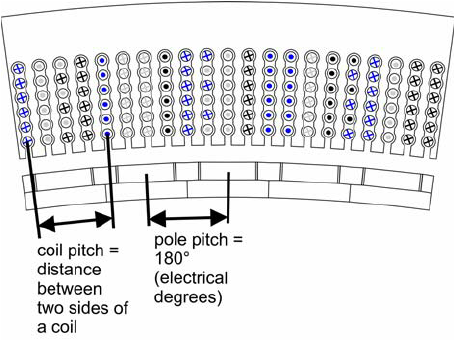 coil pitch =
distance
between
two sides of
a coil
pole pitch =
180°
(electrical
degrees)